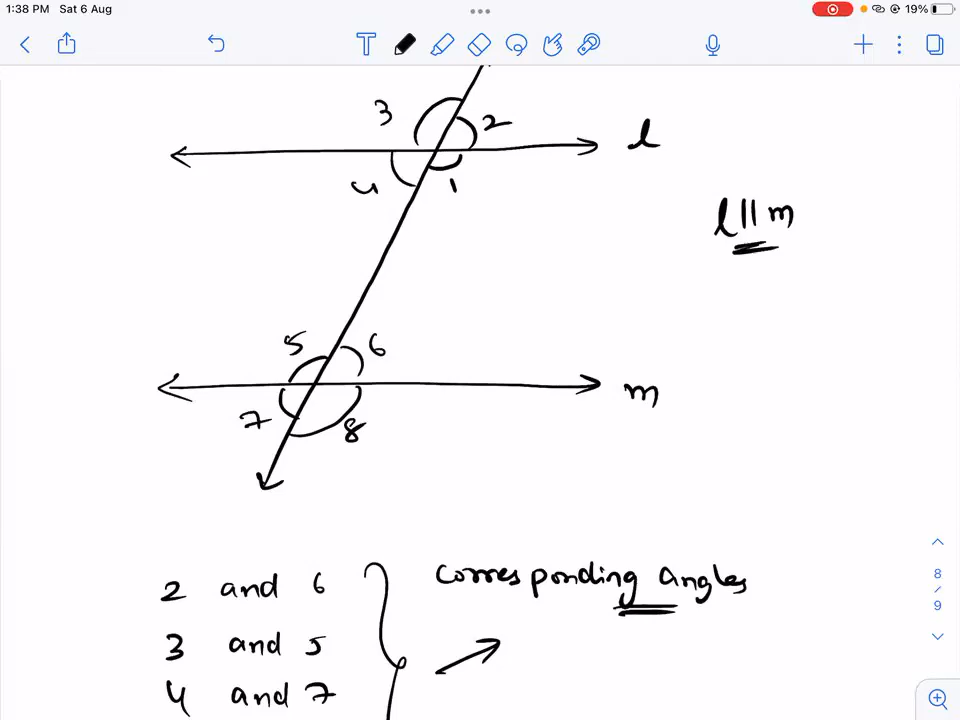 1:38 PM Sat 6 Aug
19%
T
3 2
l
4 1
l || m
5 6
m
7 8
8
/
9
2 and 6
corresponding angles
3 and 5
4 and 7